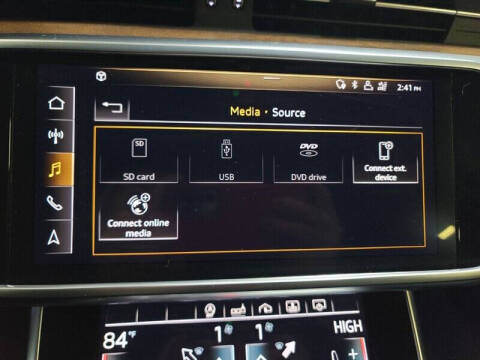 2:41 PM
Media · Source
SD
DVD
SD card
USB
DVD drive
Connect ext.
device
Connect online
media
84°F
1
1
HIGH